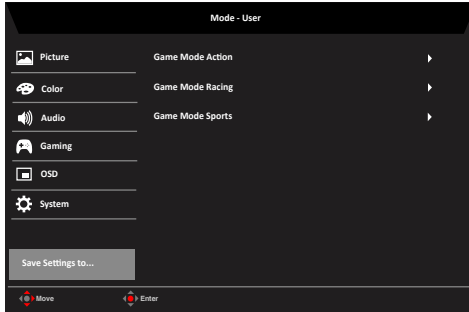 Mode - User
Picture
Game Mode Action
Color
Game Mode Racing
Audio
Game Mode Sports
Gaming
OSD
System
Save Settings to...
Move
Enter